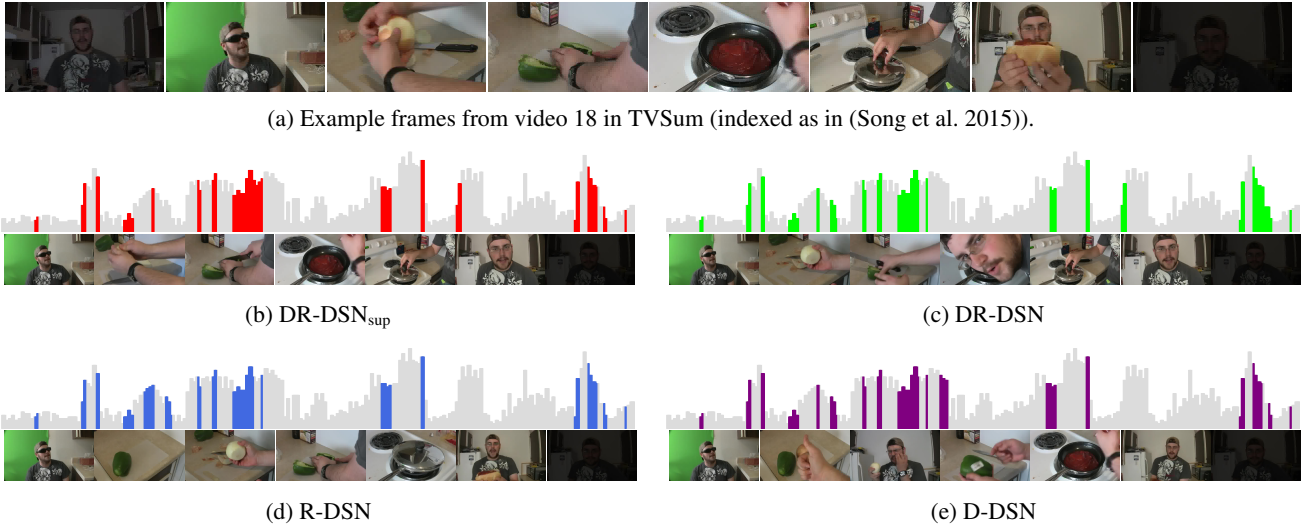 (a) Example frames from video 18 in TVSum (indexed as in (Song et al. 2015)).
(b) DR-DSNsup
(c) DR-DSN
(d) R-DSN
(e) D-DSN